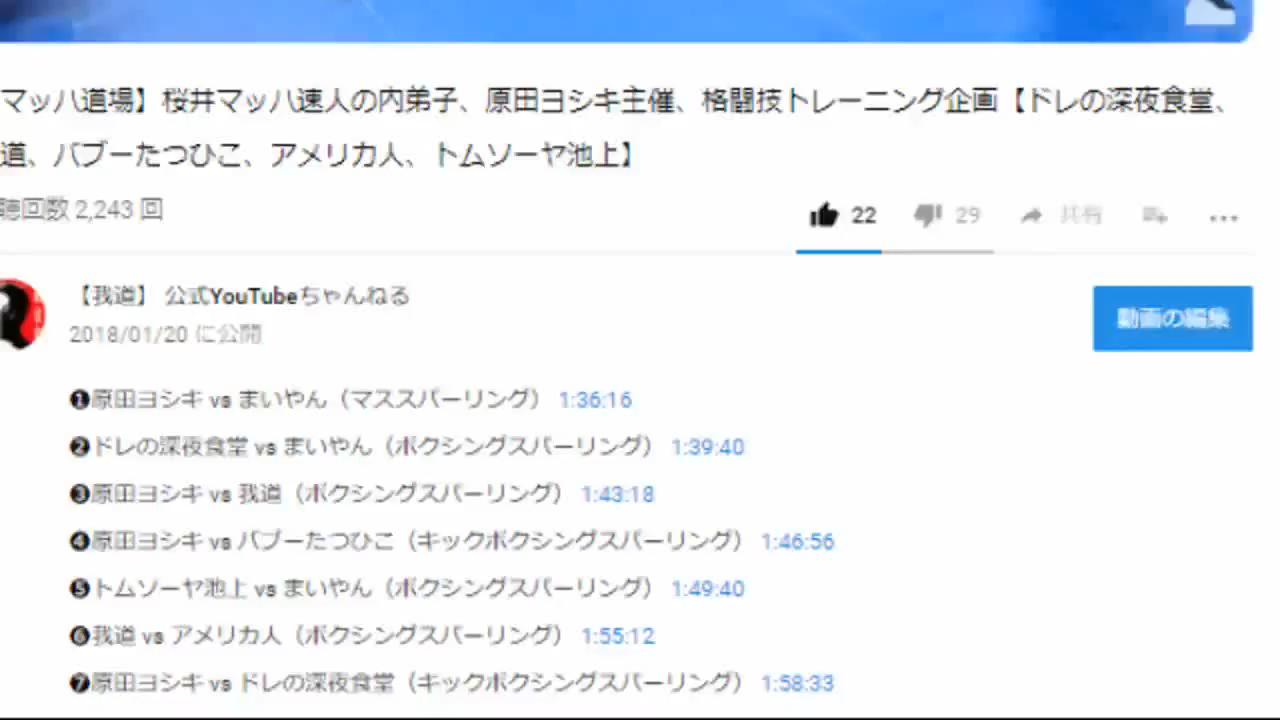 マッハ道場】桜井マッハ速人の内弟子、原田ヨシキ主催、格闘技トレーニング企画【ドレの深夜食堂、
道、バブーたつひこ、アメリカ人、トムソーヤ池上】
聴回数 2,243 回
22 29 共有
【我道】 公式YouTubeちゃんねる
2018/01/20 に公開
動画の編集
❶原田ヨシキ vs まいやん（マススパーリング） 1:36:16
❷ドレの深夜食堂 vs まいやん（ボクシングスパーリング） 1:39:40
❸原田ヨシキ vs 我道（ボクシングスパーリング） 1:43:18
❹原田ヨシキ vs バブーたつひこ（キックボクシングスパーリング） 1:46:56
❺トムソーヤ池上 vs まいやん（ボクシングスパーリング） 1:49:40
❻我道 vs アメリカ人（ボクシングスパーリング） 1:55:12
❼原田ヨシキ vs ドレの深夜食堂（キックボクシングスパーリング） 1:58:33